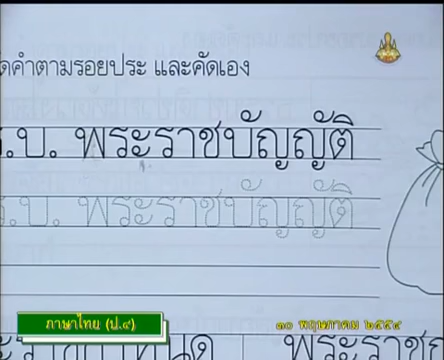 ดคำตามรอยประ และคัดเอง
ร.บ. พระราชบัญญัติ
ร.บ. พระราชบัญญัติ
ภาษาไทย (ป.๔)
๓๐ พฤษภาคม ๒๕๕๔